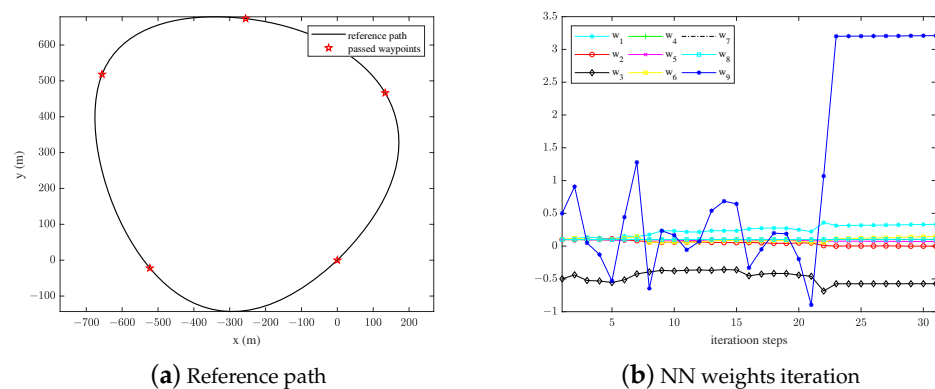 600
500
400
300
200
100
0
−100
y (m)
−700 −600 −500 −400 −300 −200 −100 0 100 200
x (m)
reference path
passed waypoints
(a) Reference path
3.5
3
2.5
2
1.5
1
0.5
0
−0.5
−1
5 10 15 20 25 30
iteratioon steps
w1 w4 w7
w2 w5 w8
w3 w6 w9
(b) NN weights iteration